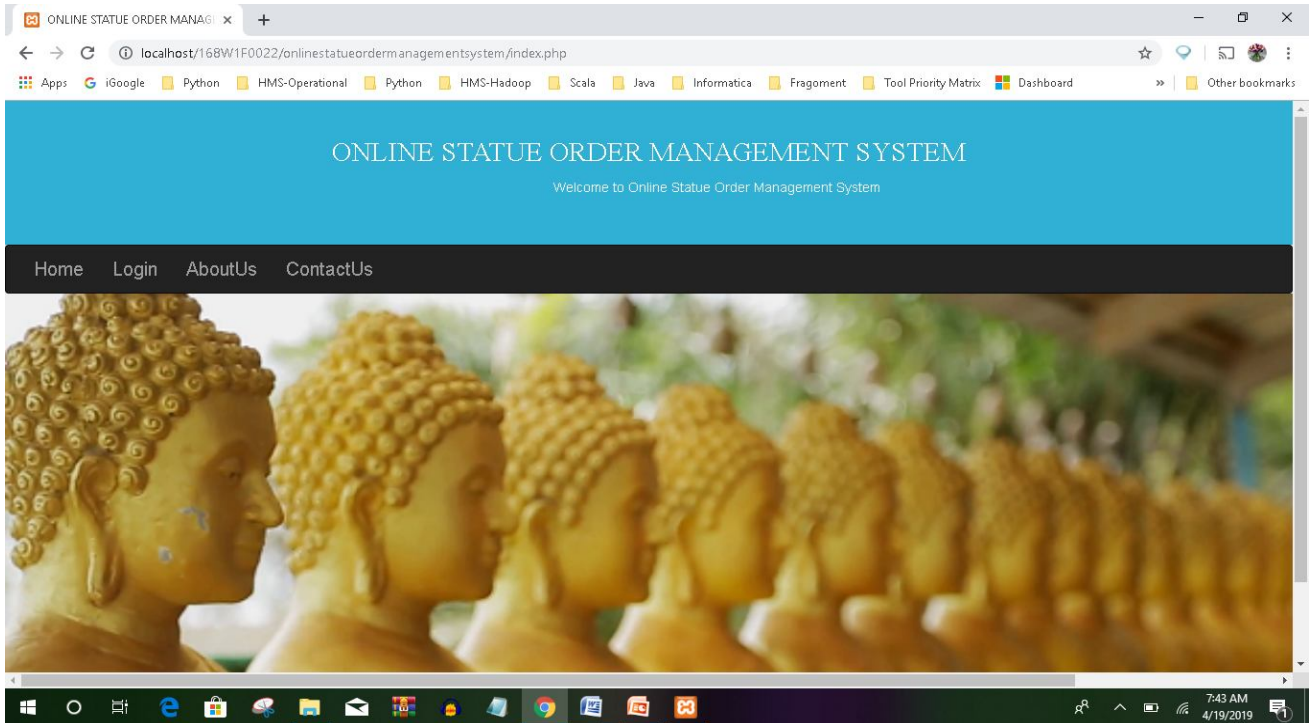 ONLINE STATUE ORDER MANAG
localhost/168W1F0022/onlinestatueordermanagementsystem/index.php
Apps iGoogle Python HMS-Operational Python HMS-Hadoop Scala Java Informatica Fragoment Tool Priority Matrix Dashboard » Other bookmarks
ONLINE STATUE ORDER MANAGEMENT SYSTEM
Welcome to Online Statue Order Management System
Home Login AboutUs ContactUs
7:43 AM
4/19/2019